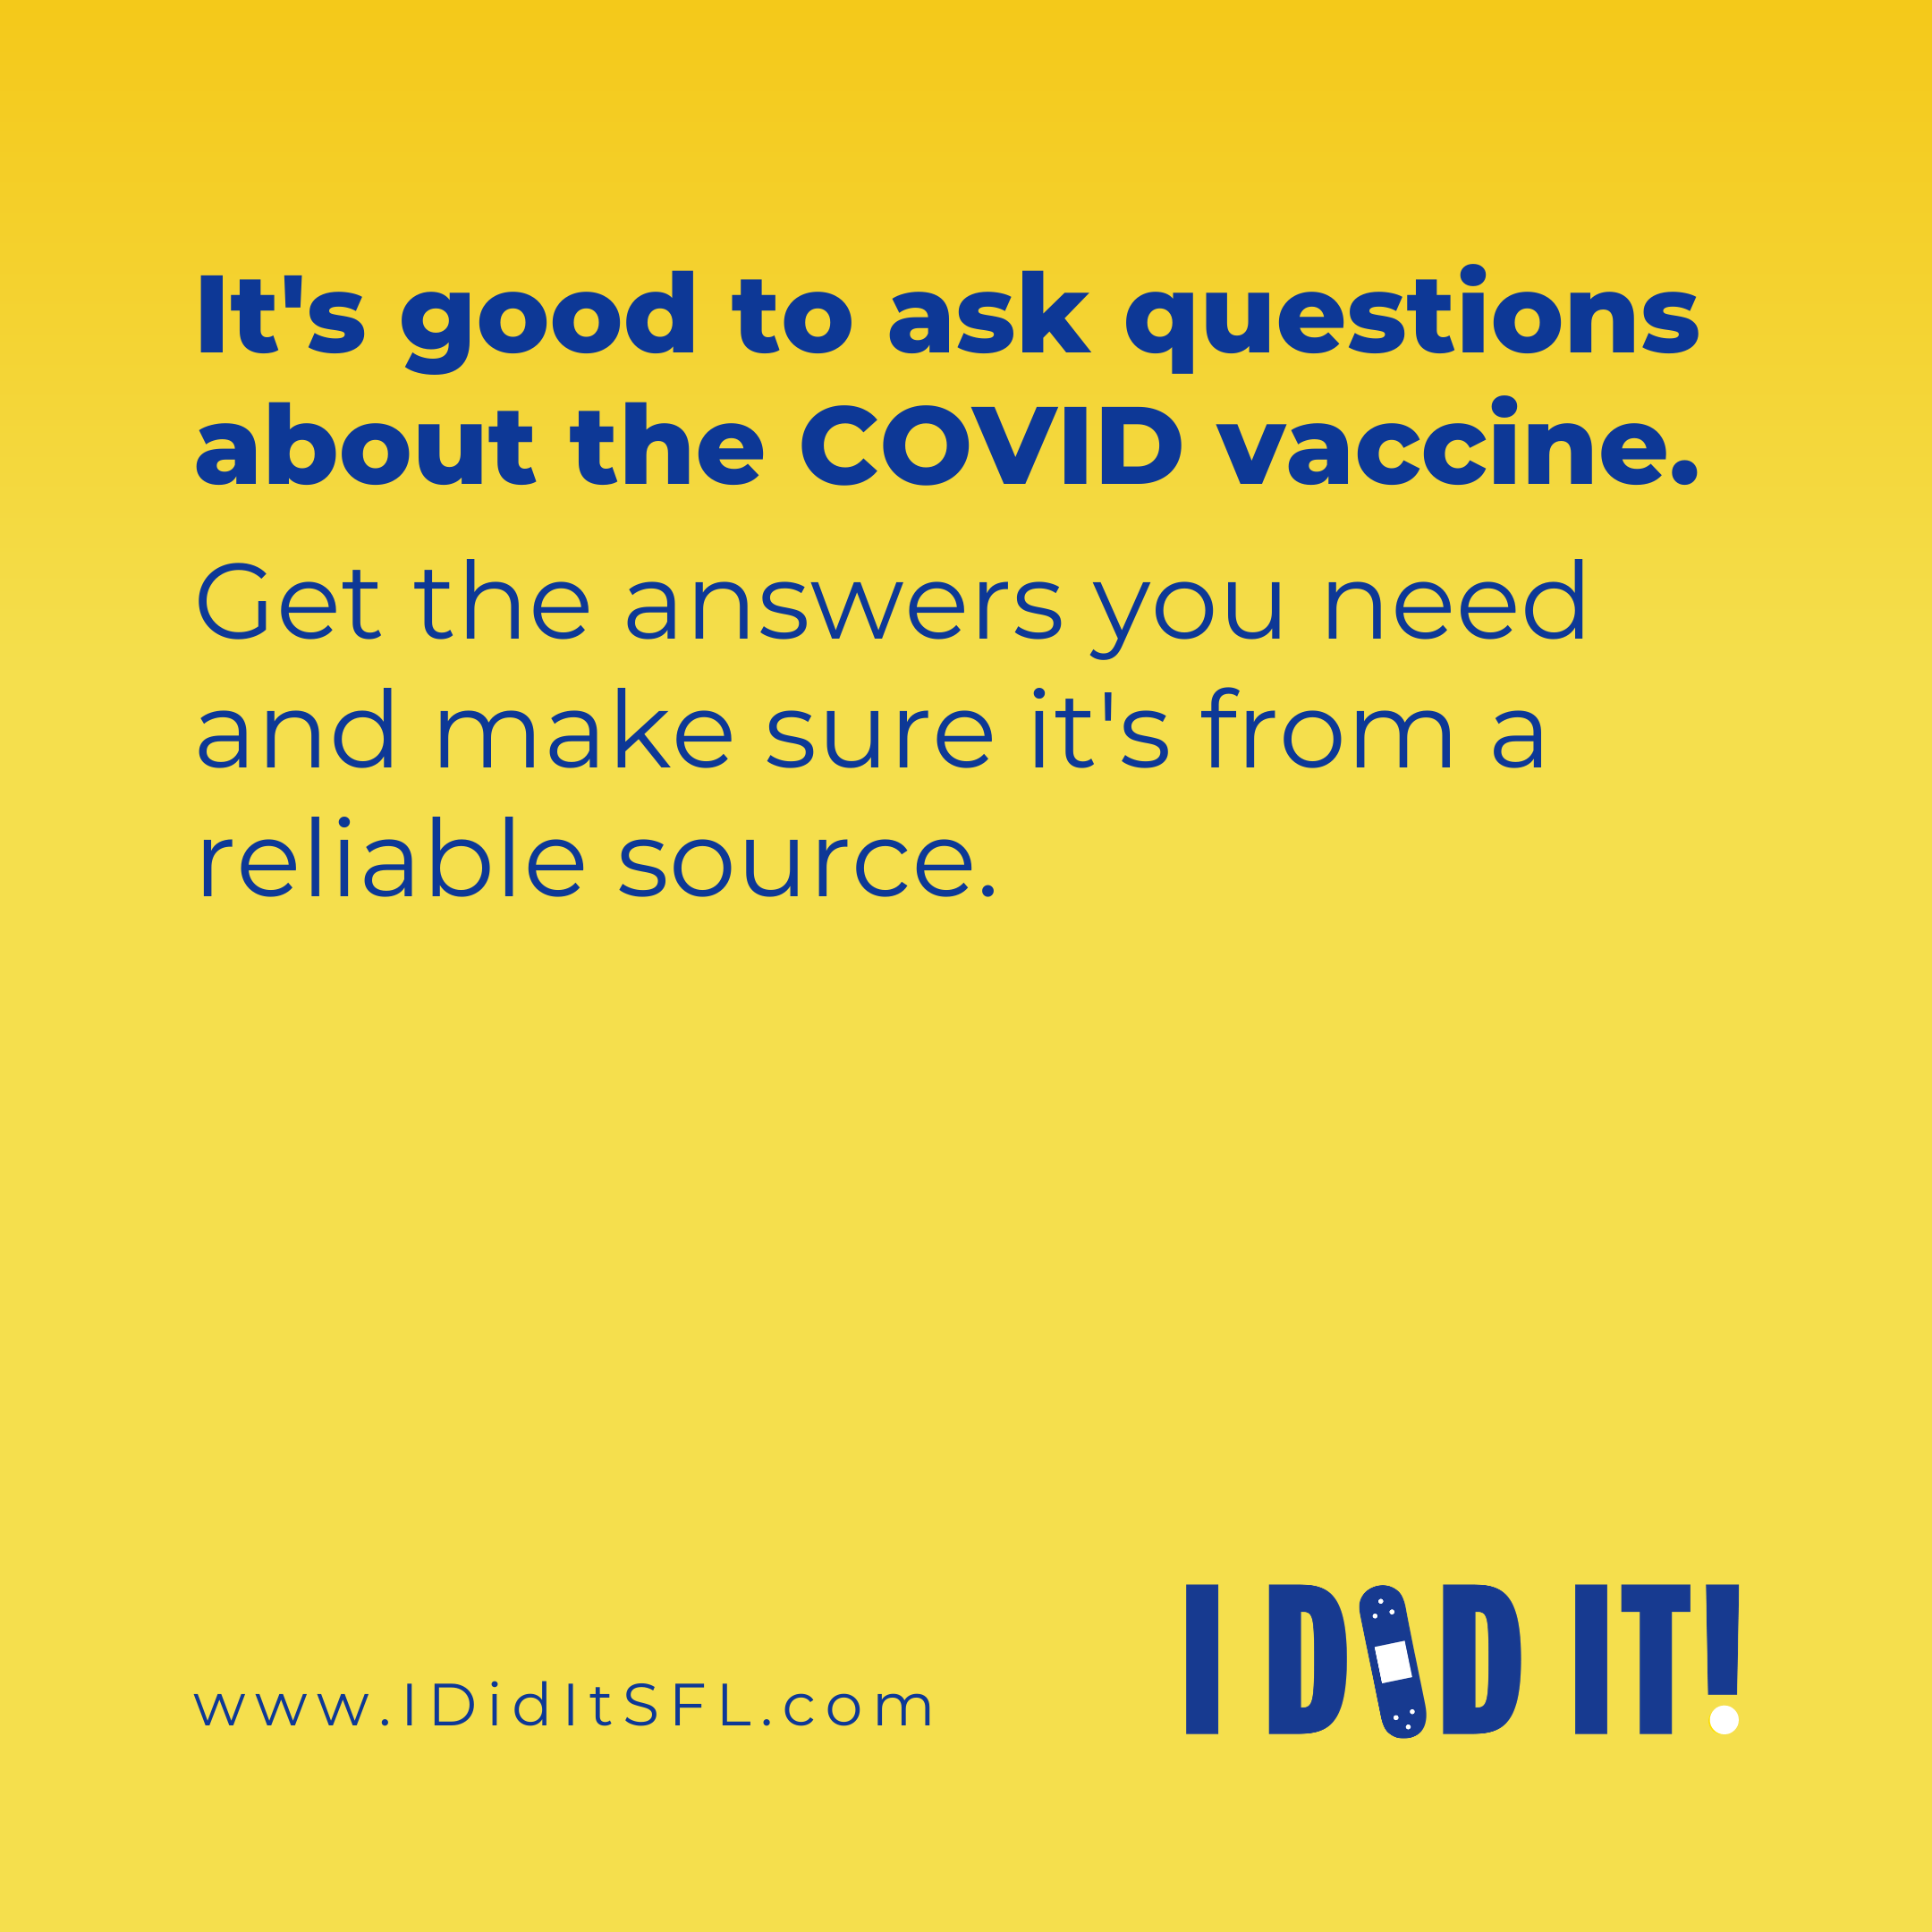 It's good to ask questions
about the COVID vaccine.
Get the answers you need
and make sure it's from a
reliable source.
www.IDidItSFL.com
I DID IT!